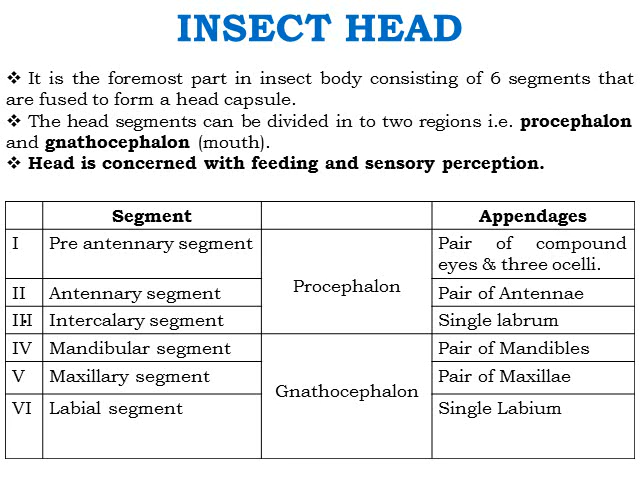 INSECT HEAD
❖ It is the foremost part in insect body consisting of 6 segments that
are fused to form a head capsule.
❖ The head segments can be divided in to two regions i.e. procephalon
and gnathocephalon (mouth).
❖ Head is concerned with feeding and sensory perception.
Segment Appendages
I Pre antennary segment Procephalon Pair of compound
eyes & three ocelli.
II Antennary segment Pair of Antennae
III Intercalary segment Single labrum
IV Mandibular segment Gnathocephalon Pair of Mandibles
V Maxillary segment Pair of Maxillae
VI Labial segment Single Labium